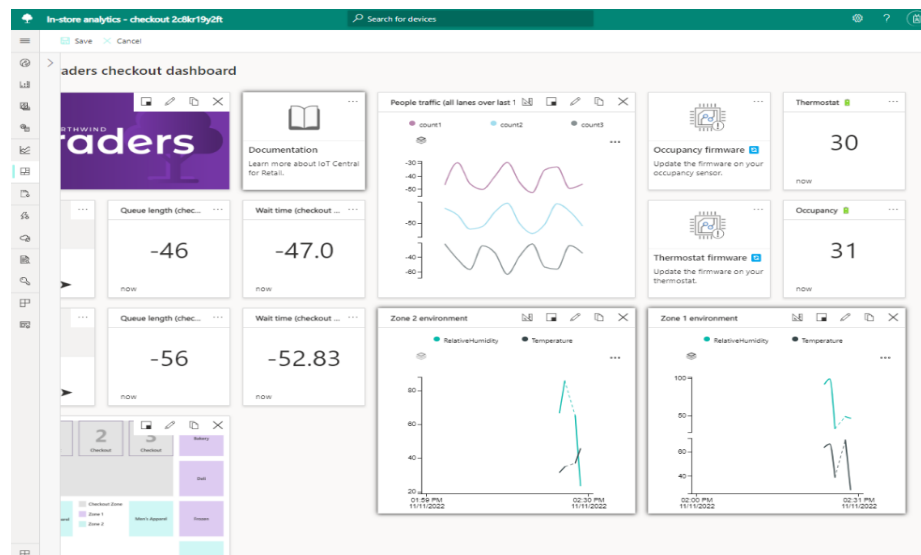 In-store analytics - checkout 2c8kr19y2ft
Search for devices
?
Save
Cancel
aders checkout dashboard
RTHWIND
raders
...
Documentation
Learn more about IoT Central
for Retail.
People traffic (all lanes over last 1
count1
count2
count3
...
-30
-40
-50
-50
-40
-60
...
Occupancy firmware
Update the firmware on your
occupancy sensor.
Thermostat
...
30
now
...
Queue length (chec...
...
-46
now
Wait time (checkout ...
...
-47.0
now
...
Thermostat firmware
Update the firmware on your
thermostat.
Occupancy
...
31
now
...
Queue length (chec...
...
-56
now
Wait time (checkout ...
...
-52.83
now
Zone 2 environment
RelativeHumidity
Temperature
...
80
60
40
20
01:59 PM
11/11/2022
02:30 PM
11/11/2022
Zone 1 environment
RelativeHumidity
Temperature
...
100
50
60
40
02:00 PM
11/11/2022
02:31 PM
11/11/2022
2
Checkout
3
Checkout
Bakery
Deli
Checkout Zone
Zone 1
Zone 2
Men's Apparel
Frozen